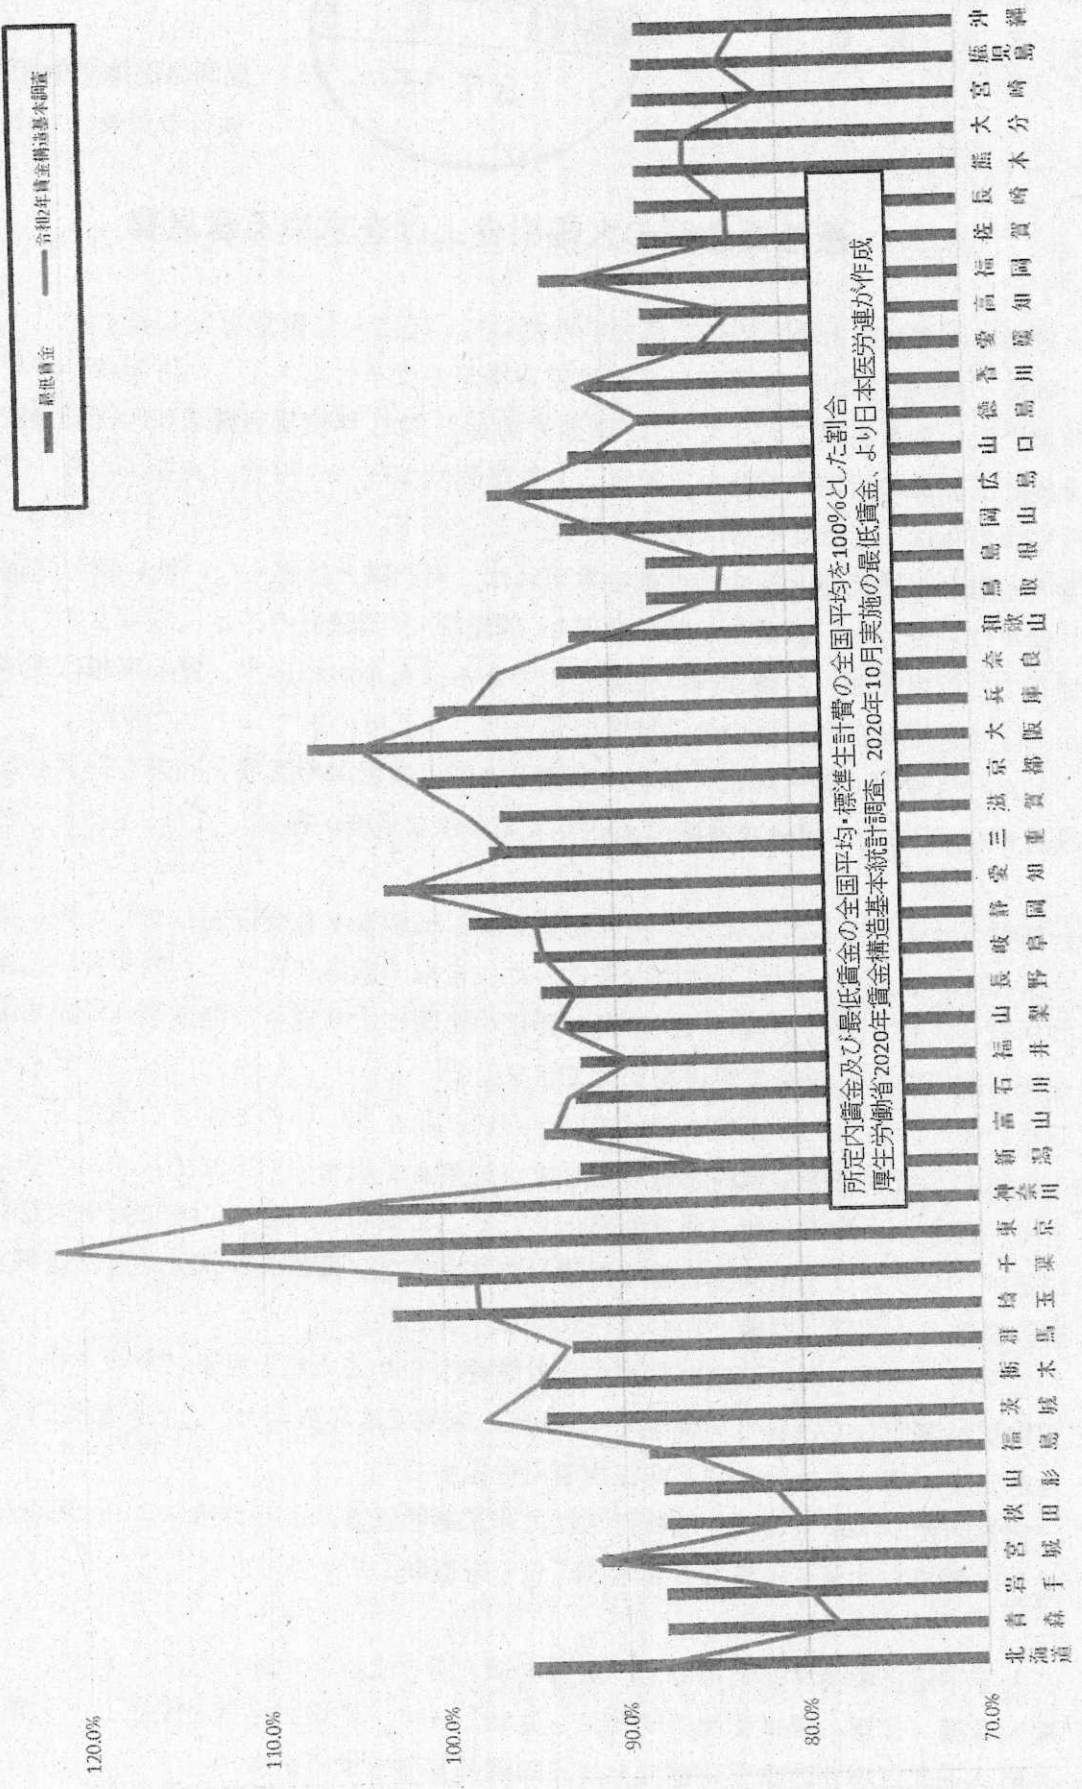 最低賃金
令和2年賃金構造基本調査
120.0%
110.0%
100.0%
90.0%
80.0%
70.0%
所定内賃金及び最低賃金の全国平均・標準生計費の全国平均を100%とした割合
厚生労働省2020年賃金構造基本統計調査、2020年10月実施の最低賃金、より日本医労連が作成
北海道
青森
岩手
宮城
秋田
山形
福島
茨城
栃木
群馬
埼玉
千葉
東京
神奈川
新潟
富山
石川
福井
山梨
長野
岐阜
静岡
愛知
三重
滋賀
京都
大阪
兵庫
奈良
和歌山
鳥取
島根
岡山
広島
山口
徳島
香川
愛媛
高知
福岡
佐賀
長崎
熊本
大分
宮崎
鹿児島
沖縄